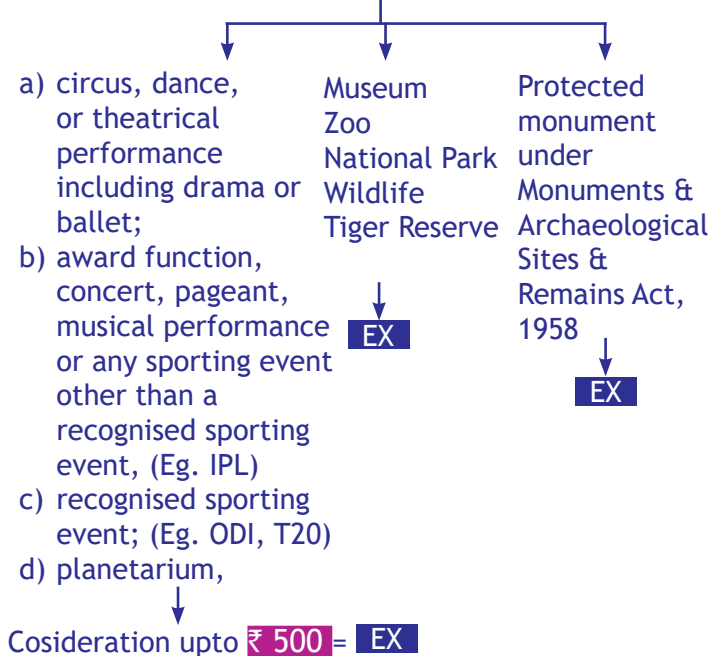 a) circus, dance,
or theatrical
performance
including drama or
ballet;
b) award function,
concert, pageant,
musical performance
or any sporting event
other than a
recognised sporting
event, (Eg. IPL)
c) recognised sporting
event; (Eg. ODI, T20)
d) planetarium,
Cosideration upto ₹ 500 = EX
Museum
Zoo
National Park
Wildlife
Tiger Reserve
EX
Protected
monument
under
Monuments &
Archaeological
Sites &
Remains Act,
1958
EX